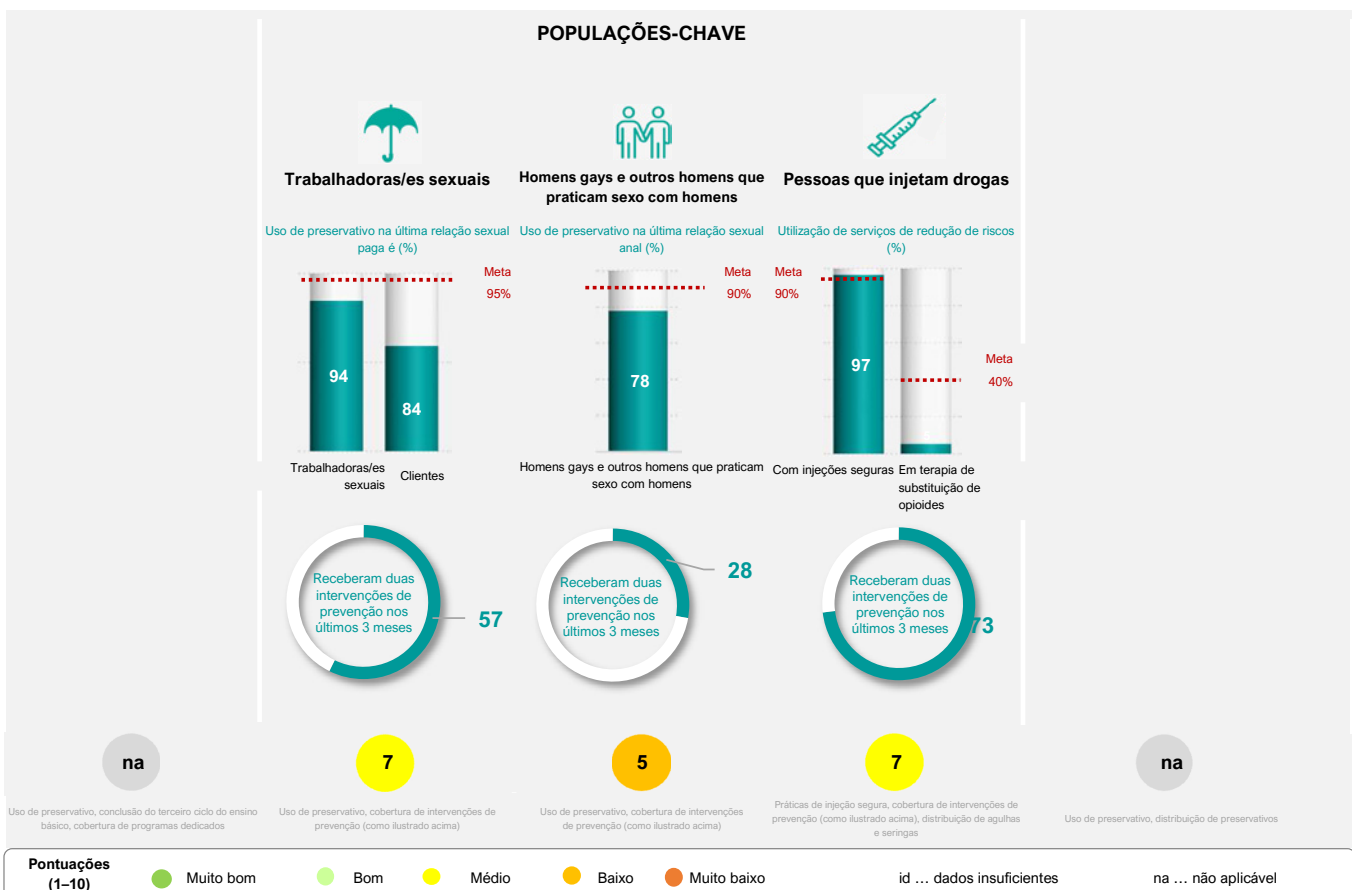 POPULAÇÕES-CHAVE
Trabalhadoras/es sexuais
Uso de preservativo na última relação sexual
paga é (%)
Meta
95%
94
84
Trabalhadoras/es
sexuais
Clientes
Receberam duas
intervenções de
prevenção nos
últimos 3 meses
57
Homens gays e outros homens que
praticam sexo com homens
Uso de preservativo na última relação sexual
anal (%)
Meta
90%
78
Homens gays e outros homens que praticam
sexo com homens
Receberam duas
intervenções de
prevenção nos
últimos 3 meses
28
Pessoas que injetam drogas
Utilização de serviços de redução de riscos
(%)
Meta
90%
97
Meta
40%
Com injeções seguras
Em terapia de
substituição de
opioides
Receberam duas
intervenções de
prevenção nos
últimos 3 meses
73
na
Uso de preservativo, conclusão do terceiro ciclo do ensino
básico, cobertura de programas dedicados
7
Uso de preservativo, cobertura de intervenções de
prevenção (como ilustrado acima)
5
Uso de preservativo, cobertura de intervenções
de prevenção (como ilustrado acima)
7
Práticas de injeção segura, cobertura de intervenções de
prevenção (como ilustrado acima), distribuição de agulhas
e seringas
na
Uso de preservativo, distribuição de preservativos
Pontuações
(1–10)
Muito bom
Bom
Médio
Baixo
Muito baixo
id … dados insuficientes
na … não aplicável